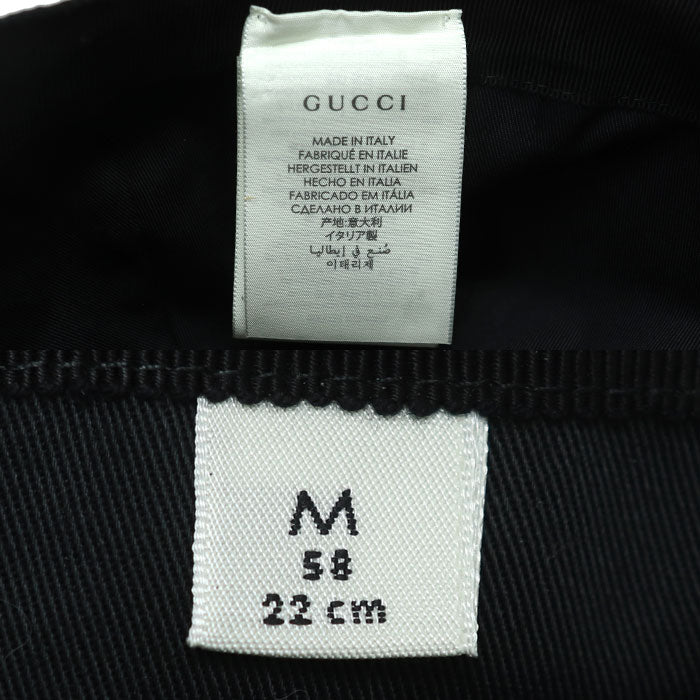 GUCCI
MADE IN ITALY
FABRIQUÉ EN ITALIE
HERGESTELLT IN ITALIEN
HECHO EN ITALIA
FABRICADO EM ITÁLIA
СДЕЛАНО В ИТАЛИИ
产地:意大利
イタリア製
صُنع في إيطاليا
이태리제
M
58
22 cm